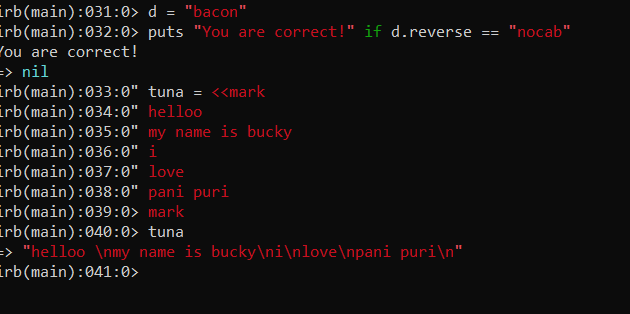 irb(main):031:0> d = "bacon"
irb(main):032:0> puts "You are correct!" if d.reverse == "nocab"
You are correct!
=> nil
irb(main):033:0" tuna = <<mark
irb(main):034:0" helloo
irb(main):035:0" my name is bucky
irb(main):036:0" i
irb(main):037:0" love
irb(main):038:0" pani puri
irb(main):039:0> mark
irb(main):040:0> tuna
=> "helloo \nmy name is bucky\ni\nlove\npani puri\n"
irb(main):041:0>